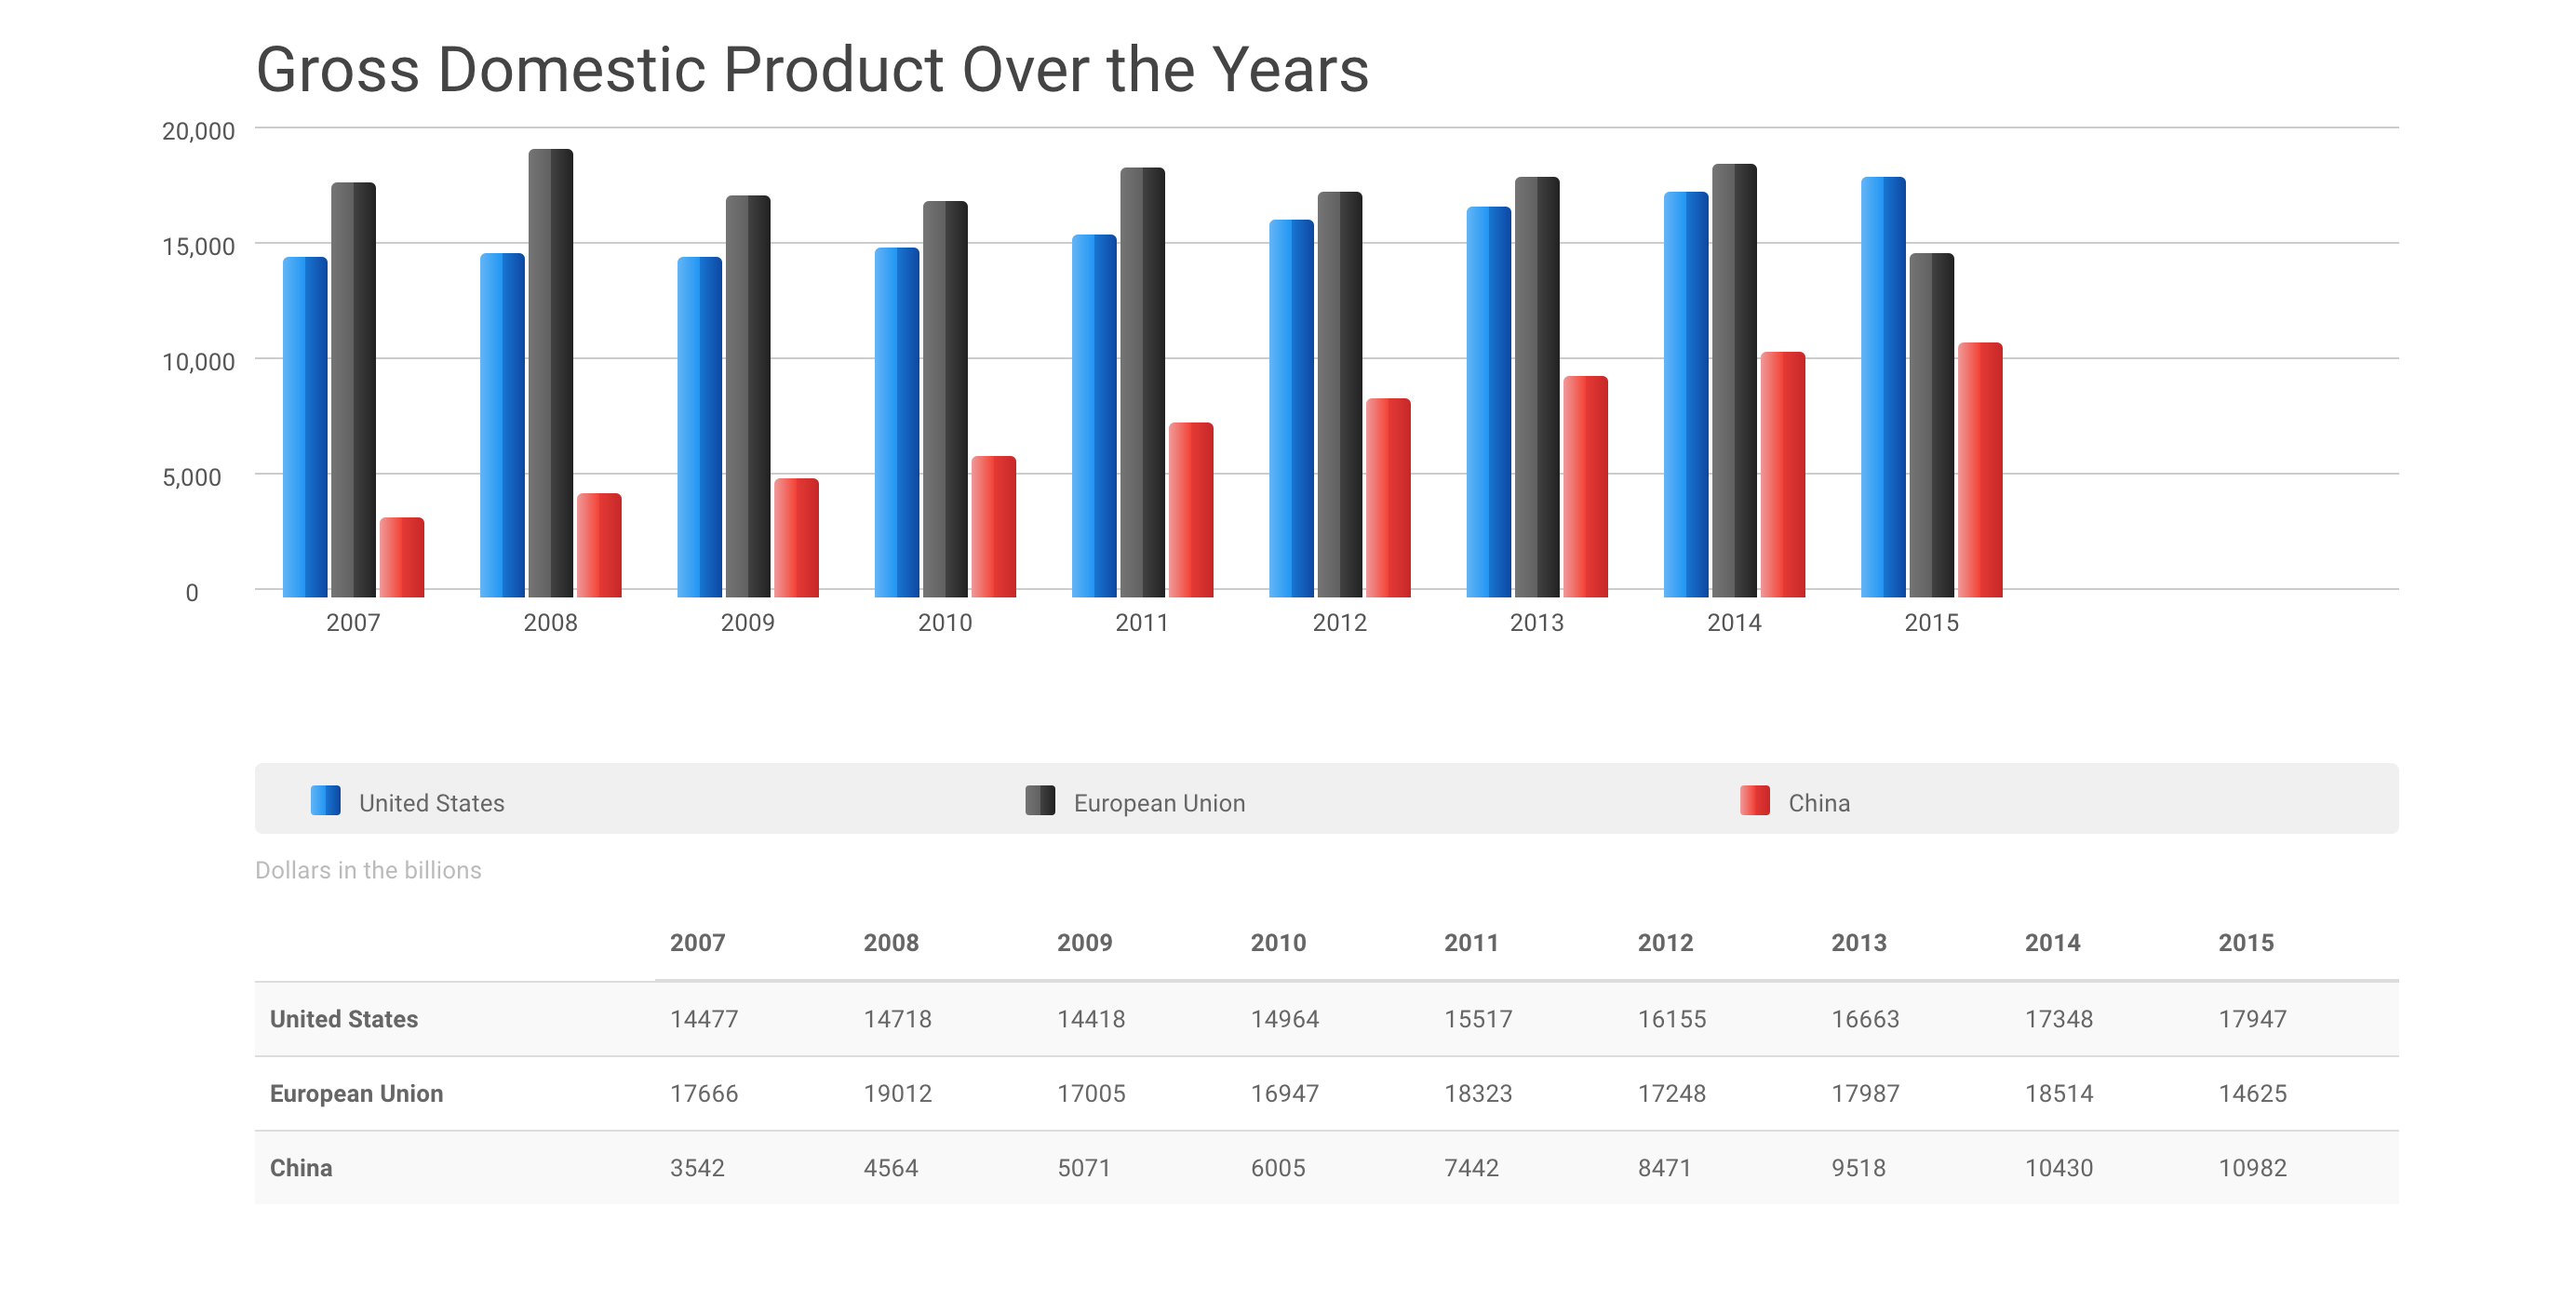 Gross Domestic Product Over the Years
20,000
15,000
10,000
5,000
0
2007 2008 2009 2010 2011 2012 2013 2014 2015
United States European Union China
Dollars in the billions
2007 2008 2009 2010 2011 2012 2013 2014 2015
United States 14477 14718 14418 14964 15517 16155 16663 17348 17947
European Union 17666 19012 17005 16947 18323 17248 17987 18514 14625
China 3542 4564 5071 6005 7442 8471 9518 10430 10982